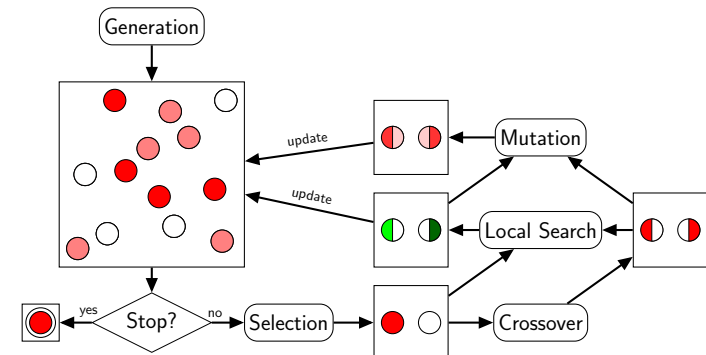 Generation
update
Mutation
update
Local Search
yes
Stop?
no
Selection
Crossover